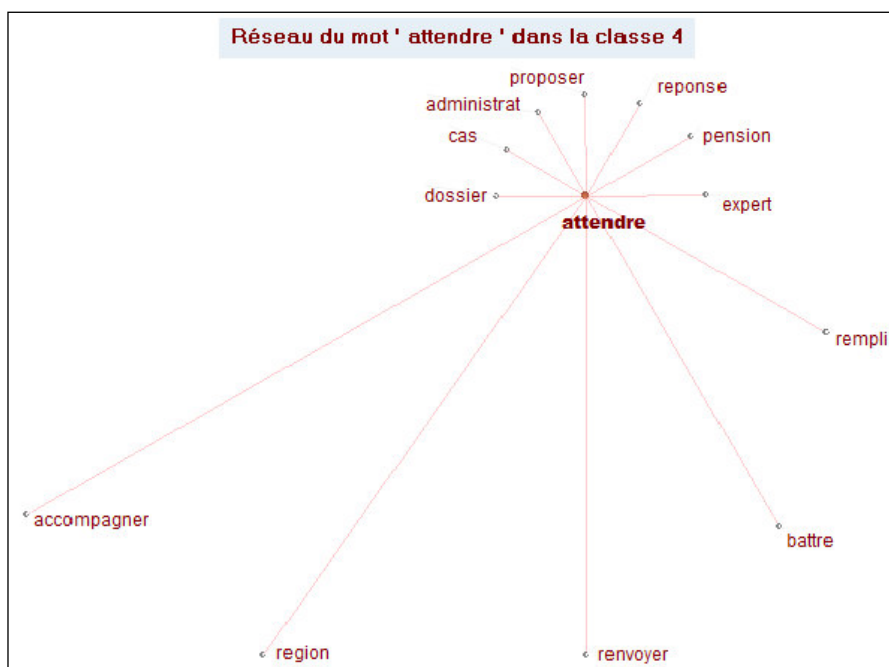 Réseau du mot ' attendre ' dans la classe 4
proposer
reponse
administrat
cas
pension
dossier
expert
attendre
rempli
accompagner
battre
region
renvoyer